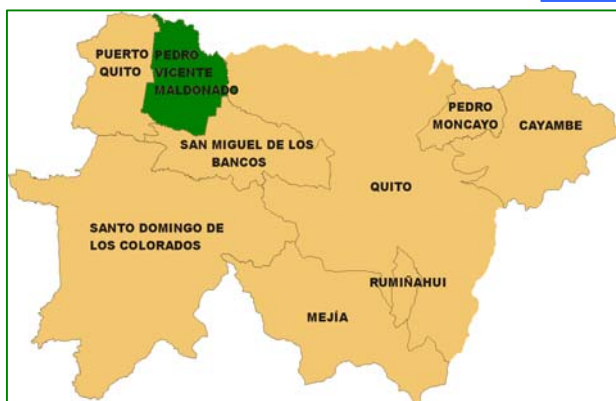 PUERTO
QUITO
PEDRO
VICENTE
MALDONADO
SAN MIGUEL DE LOS
BANCOS
PEDRO
MONCAYO
CAYAMBE
QUITO
SANTO DOMINGO DE
LOS COLORADOS
RUMIÑAHUI
MEJÍA